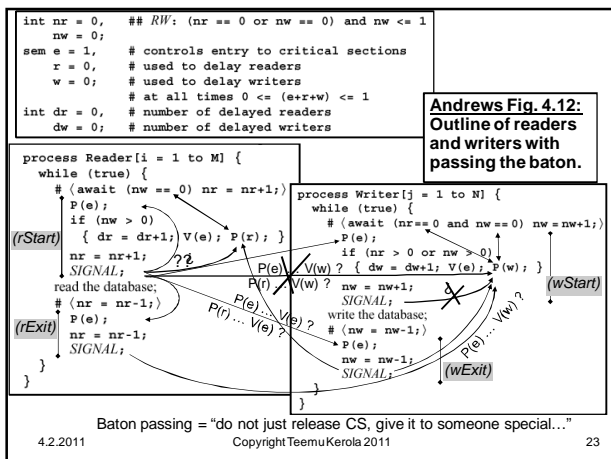 int nr = 0,    ## RW: (nr == 0 or nw == 0) and nw <= 1
    nw = 0;
sem e = 1,     # controls entry to critical sections
    r = 0;     # used to delay readers
    w = 0;     # used to delay writers
               # at all times 0 <= (e+r+w) <= 1
int dr = 0,    # number of delayed readers
    dw = 0;    # number of delayed writers
Andrews Fig. 4.12:
Outline of readers
and writers with
passing the baton.
process Reader[i = 1 to M] {
  while (true) {
    # ⟨await (nw == 0) nr = nr+1;⟩
    P(e);
    if (nw > 0)
      { dr = dr+1; V(e); P(r); }
    nr = nr+1;
    SIGNAL;
    read the database;
    # ⟨nr = nr-1;⟩
    P(e);
    nr = nr-1;
    SIGNAL;
  }
}
(rStart)
(rExit)
??
P(e) V(w) ?
P(r) ... V(w) ?
P(e) ... V(e) ?
P(r) ... V(e) ?
process Writer[j = 1 to N] {
  while (true) {
    # ⟨await (nr==0 and nw==0) nw=nw+1;⟩
    P(e);
    if (nr > 0 or nw > 0)
      { dw = dw+1; V(e); P(w); }
    nw = nw+1;
    SIGNAL;
    write the database;
    # ⟨nw = nw-1;⟩
    P(e);
    nw = nw-1;
    SIGNAL;
  }
}
(wStart)
(wExit)
P(e) ... V(w) ?
Baton passing = "do not just release CS, give it to someone special…"
4.2.2011
Copyright Teemu Kerola 2011
23